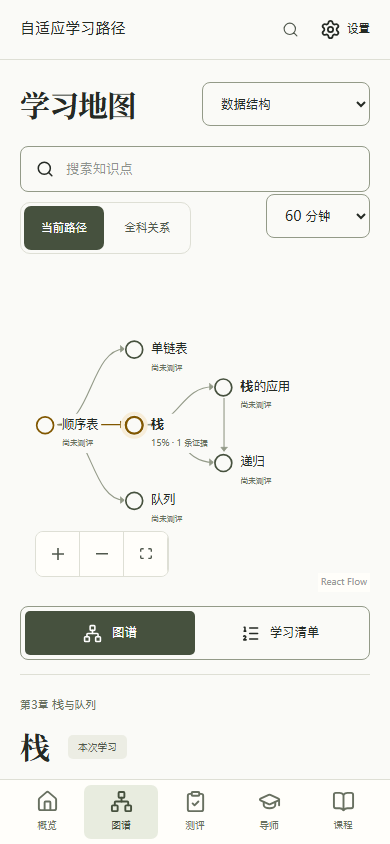 自适应学习路径
设置
学习地图
数据结构
搜索知识点
当前路径
全科关系
60 分钟
单链表
尚未测评
栈的应用
尚未测评
顺序表
尚未测评
栈
15% · 1 条证据
递归
尚未测评
队列
尚未测评
React Flow
图谱
学习清单
第3章 栈与队列
栈
本次学习
概览
图谱
测评
导师
课程